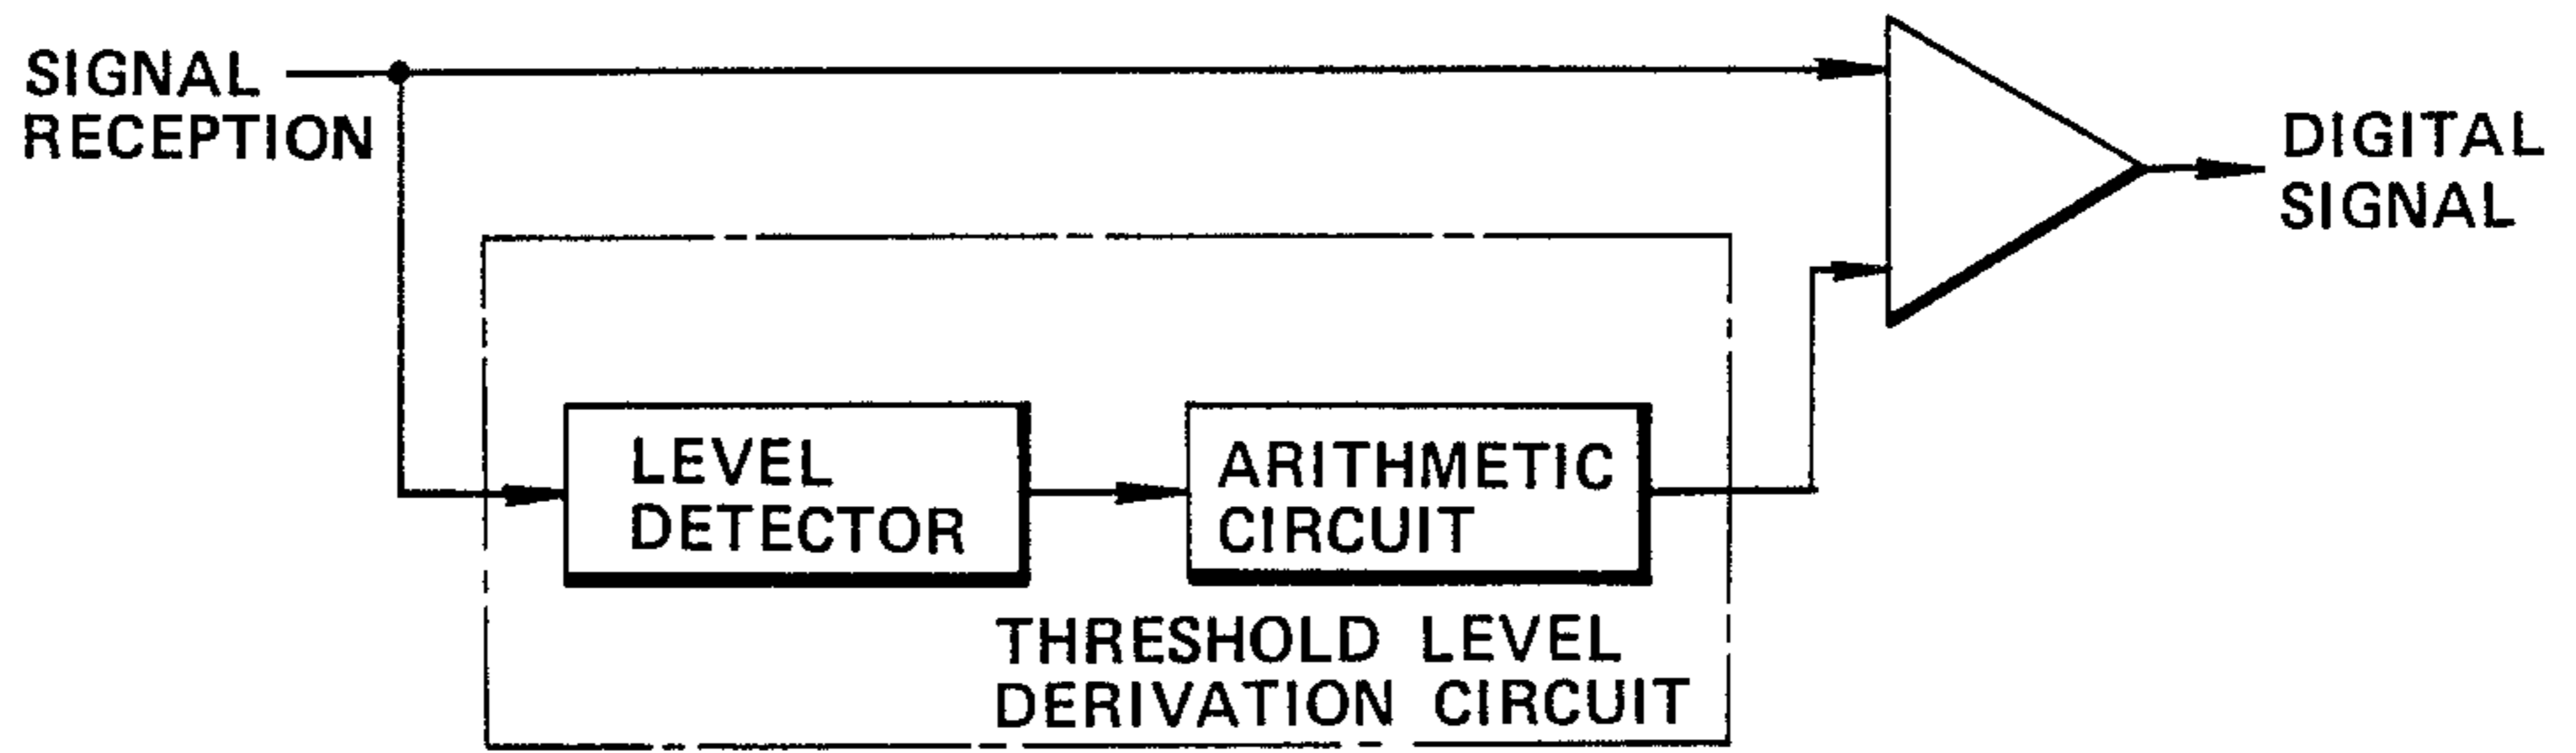 SIGNAL
RECEPTION
DIGITAL
SIGNAL
LEVEL
DETECTOR
ARITHMETIC
CIRCUIT
THRESHOLD LEVEL
DERIVATION CIRCUIT